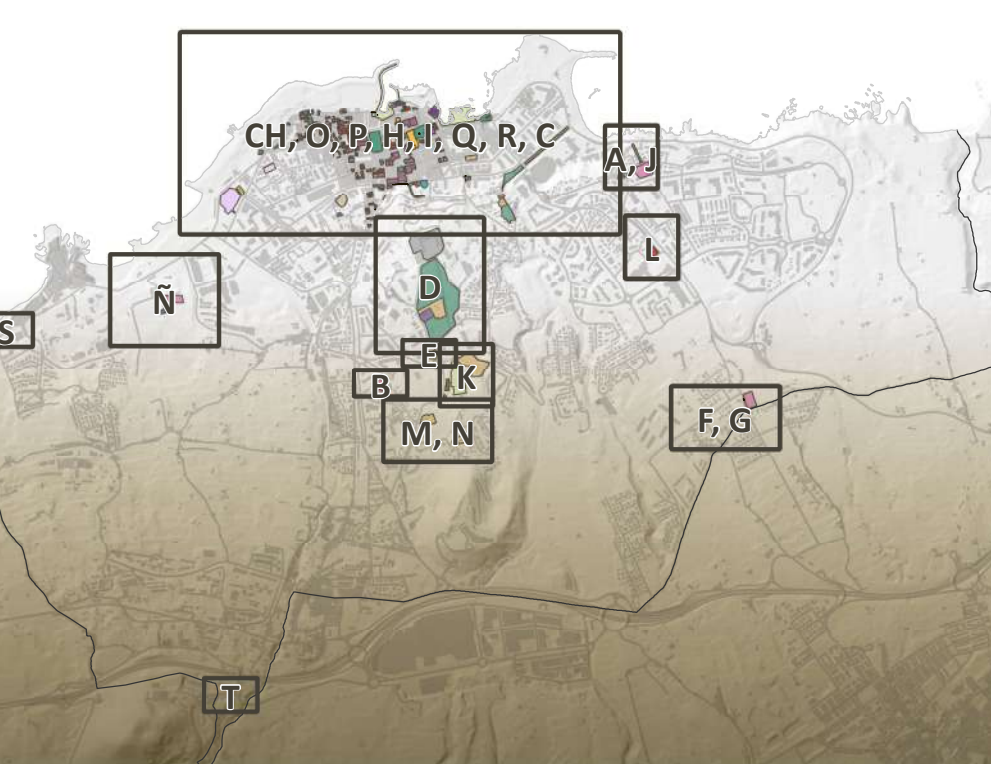 CH, O, P, H, I, Q, R, C
A, J
L
Ñ
D
S
E
K
B
M, N
F, G
T